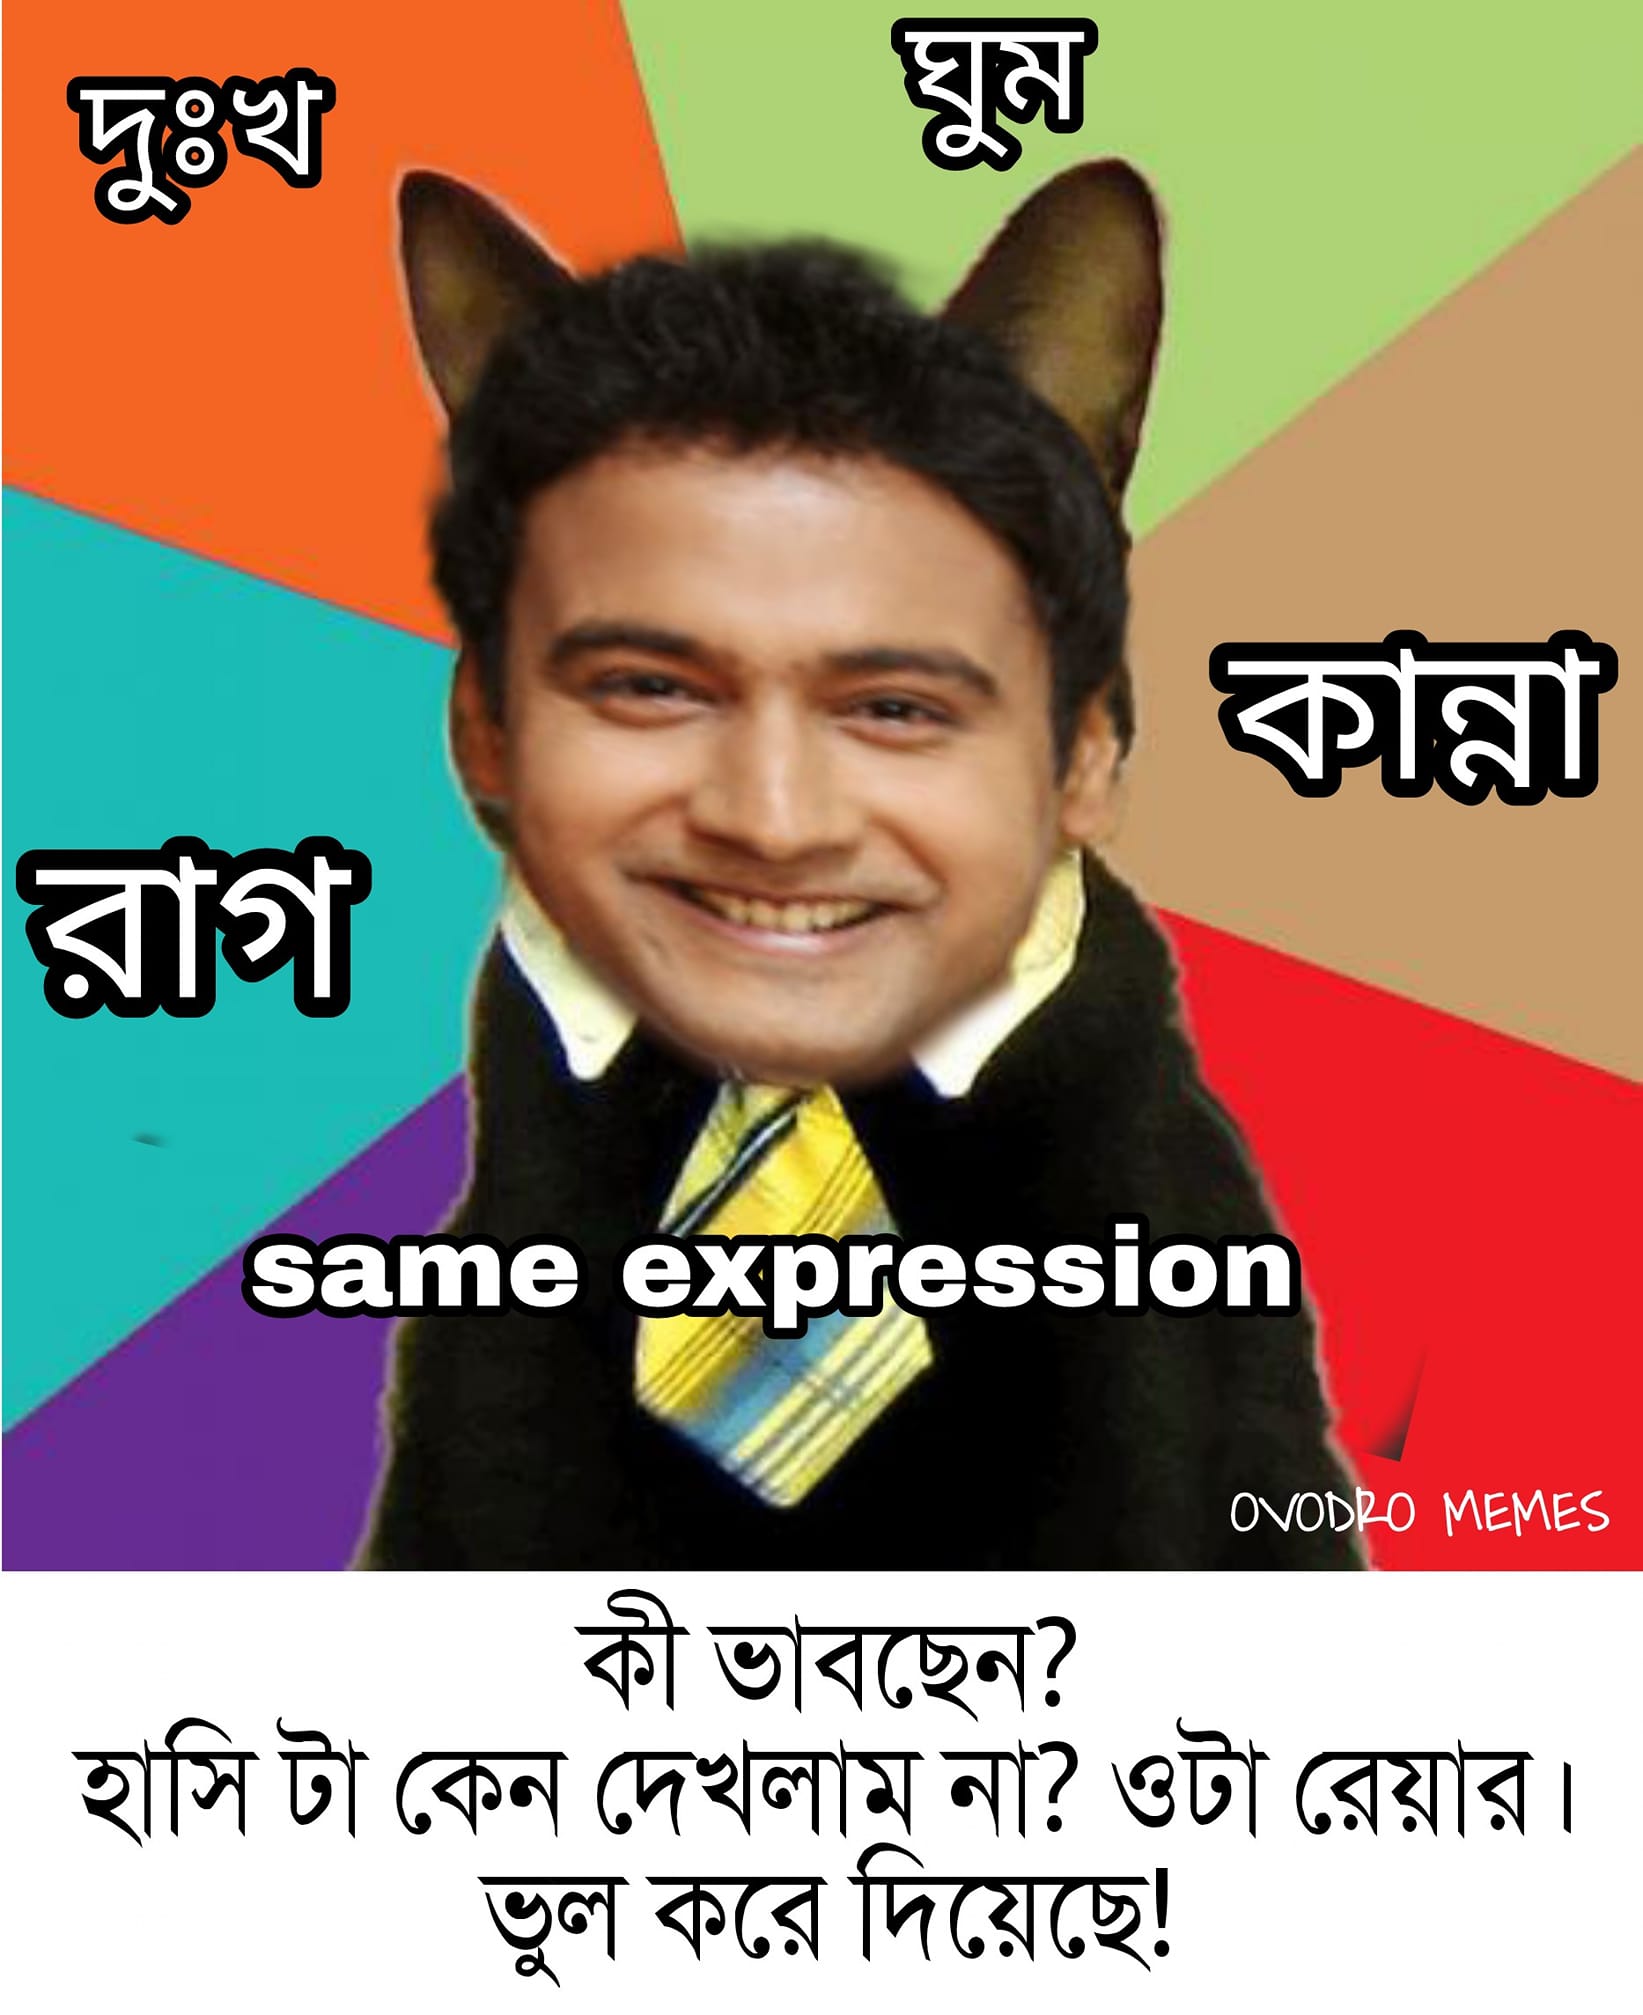 দুঃখ
ঘুম
কান্না
রাগ
same expression
OVODRO MEMES
কী ভাবছেন?
হাসি টা কেন দেখলাম না? ওটা রেয়ার।
ভুল করে দিয়েছে!